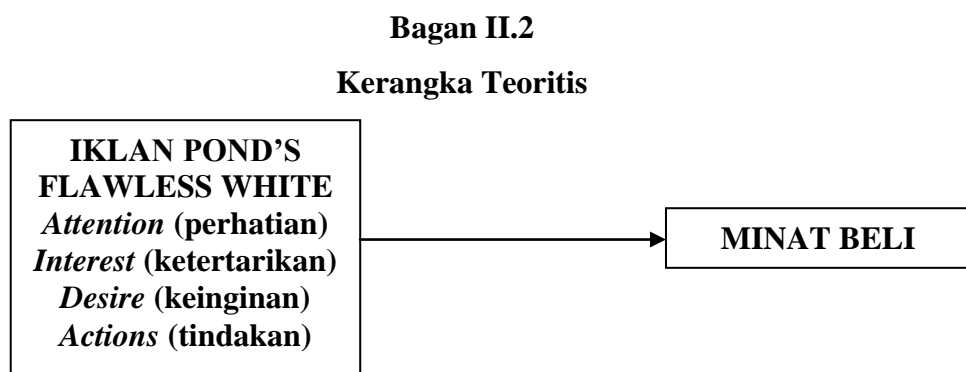 Bagan II.2
Kerangka Teoritis
IKLAN POND’S
FLAWLESS WHITE
Attention (perhatian)
Interest (ketertarikan)
Desire (keinginan)
Actions (tindakan)
MINAT BELI